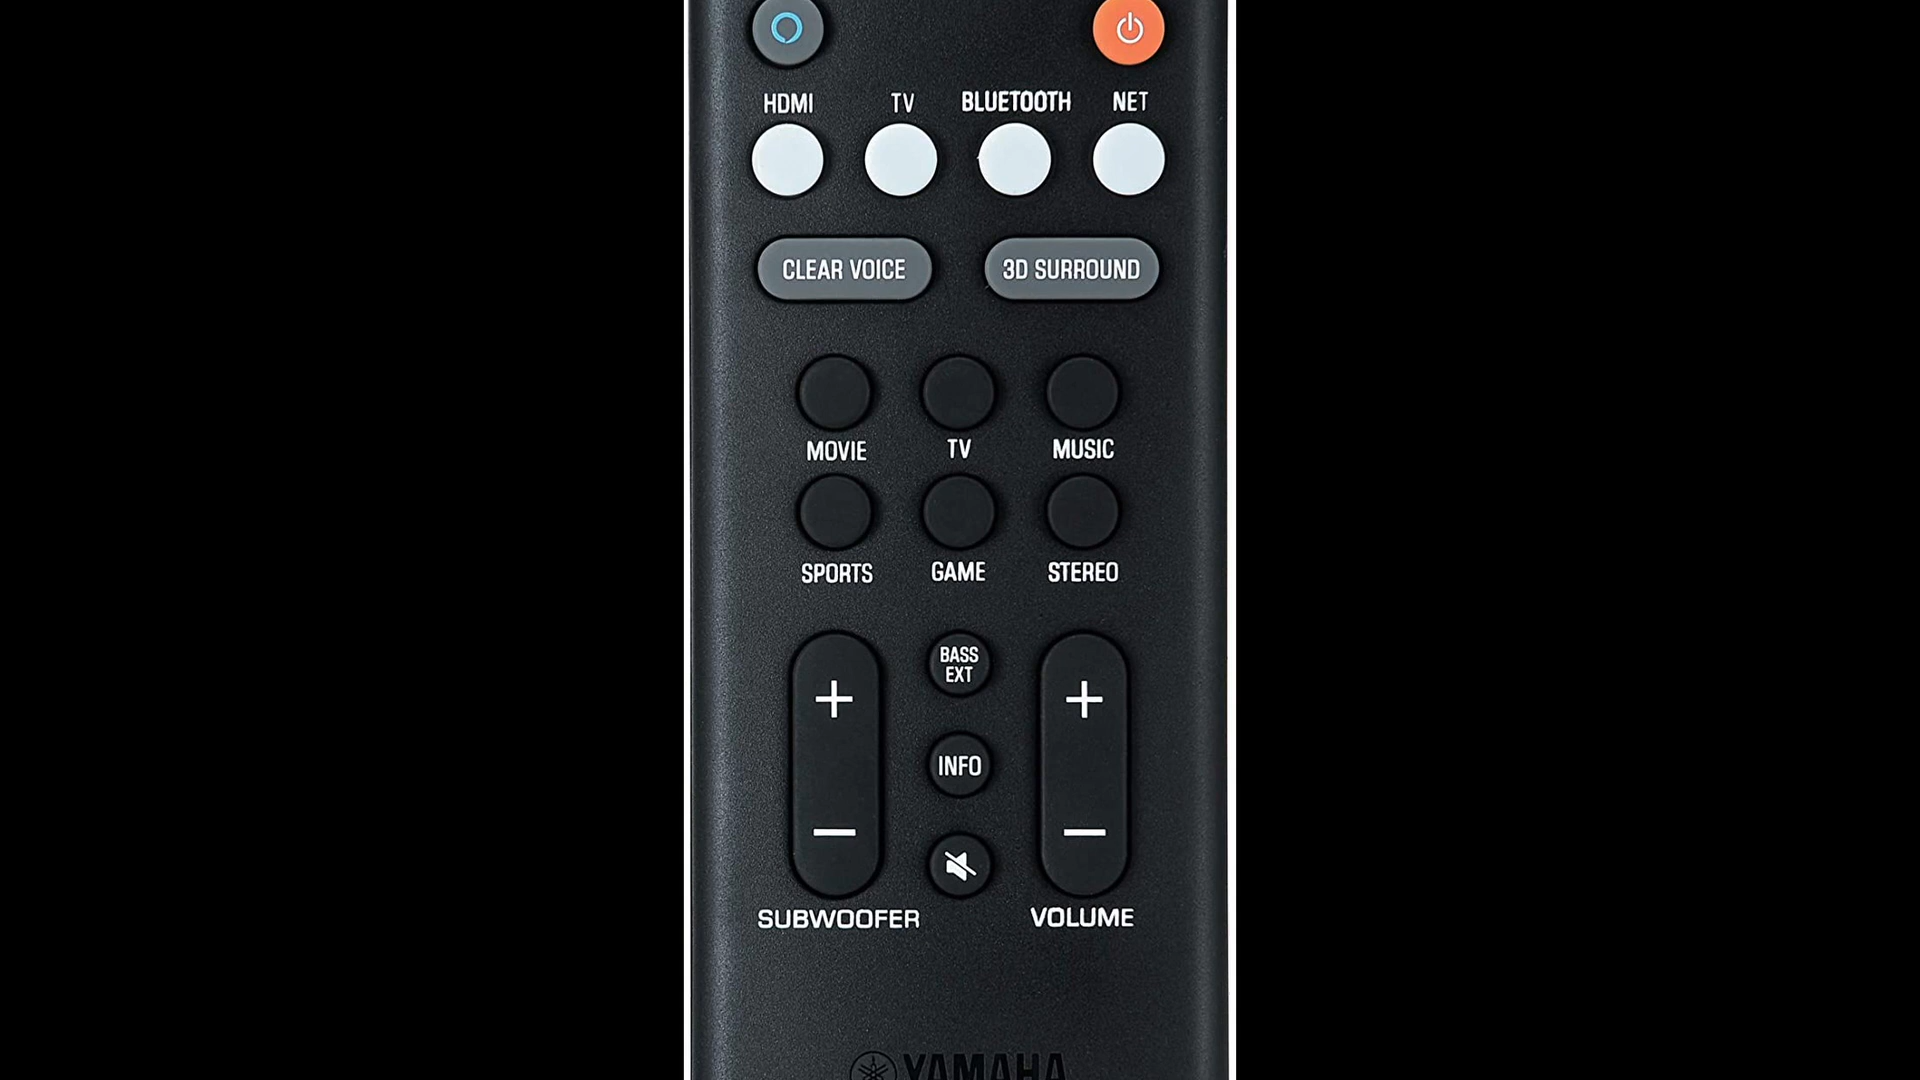 HDMI TV BLUETOOTH NET
CLEAR VOICE 3D SURROUND
MOVIE TV MUSIC
SPORTS GAME STEREO
BASS
EXT
INFO
SUBWOOFER VOLUME
YAMAHA